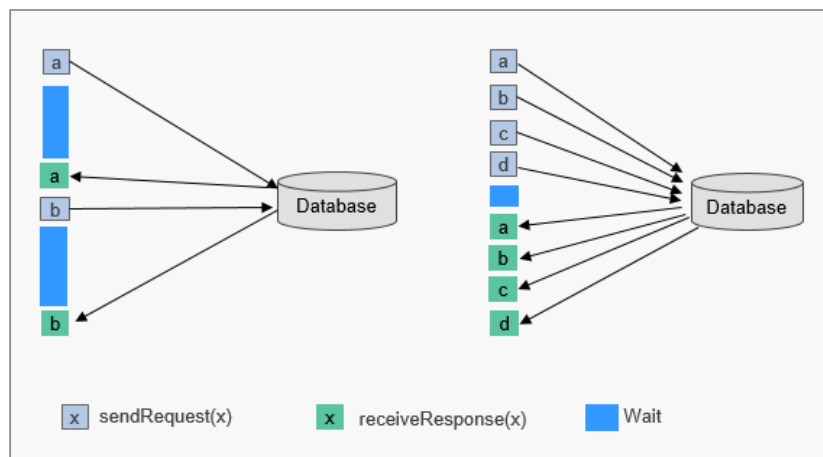 a
a
b
b
Database
a
b
c
d
a
b
c
d
Database
x sendRequest(x)
x receiveResponse(x)
Wait